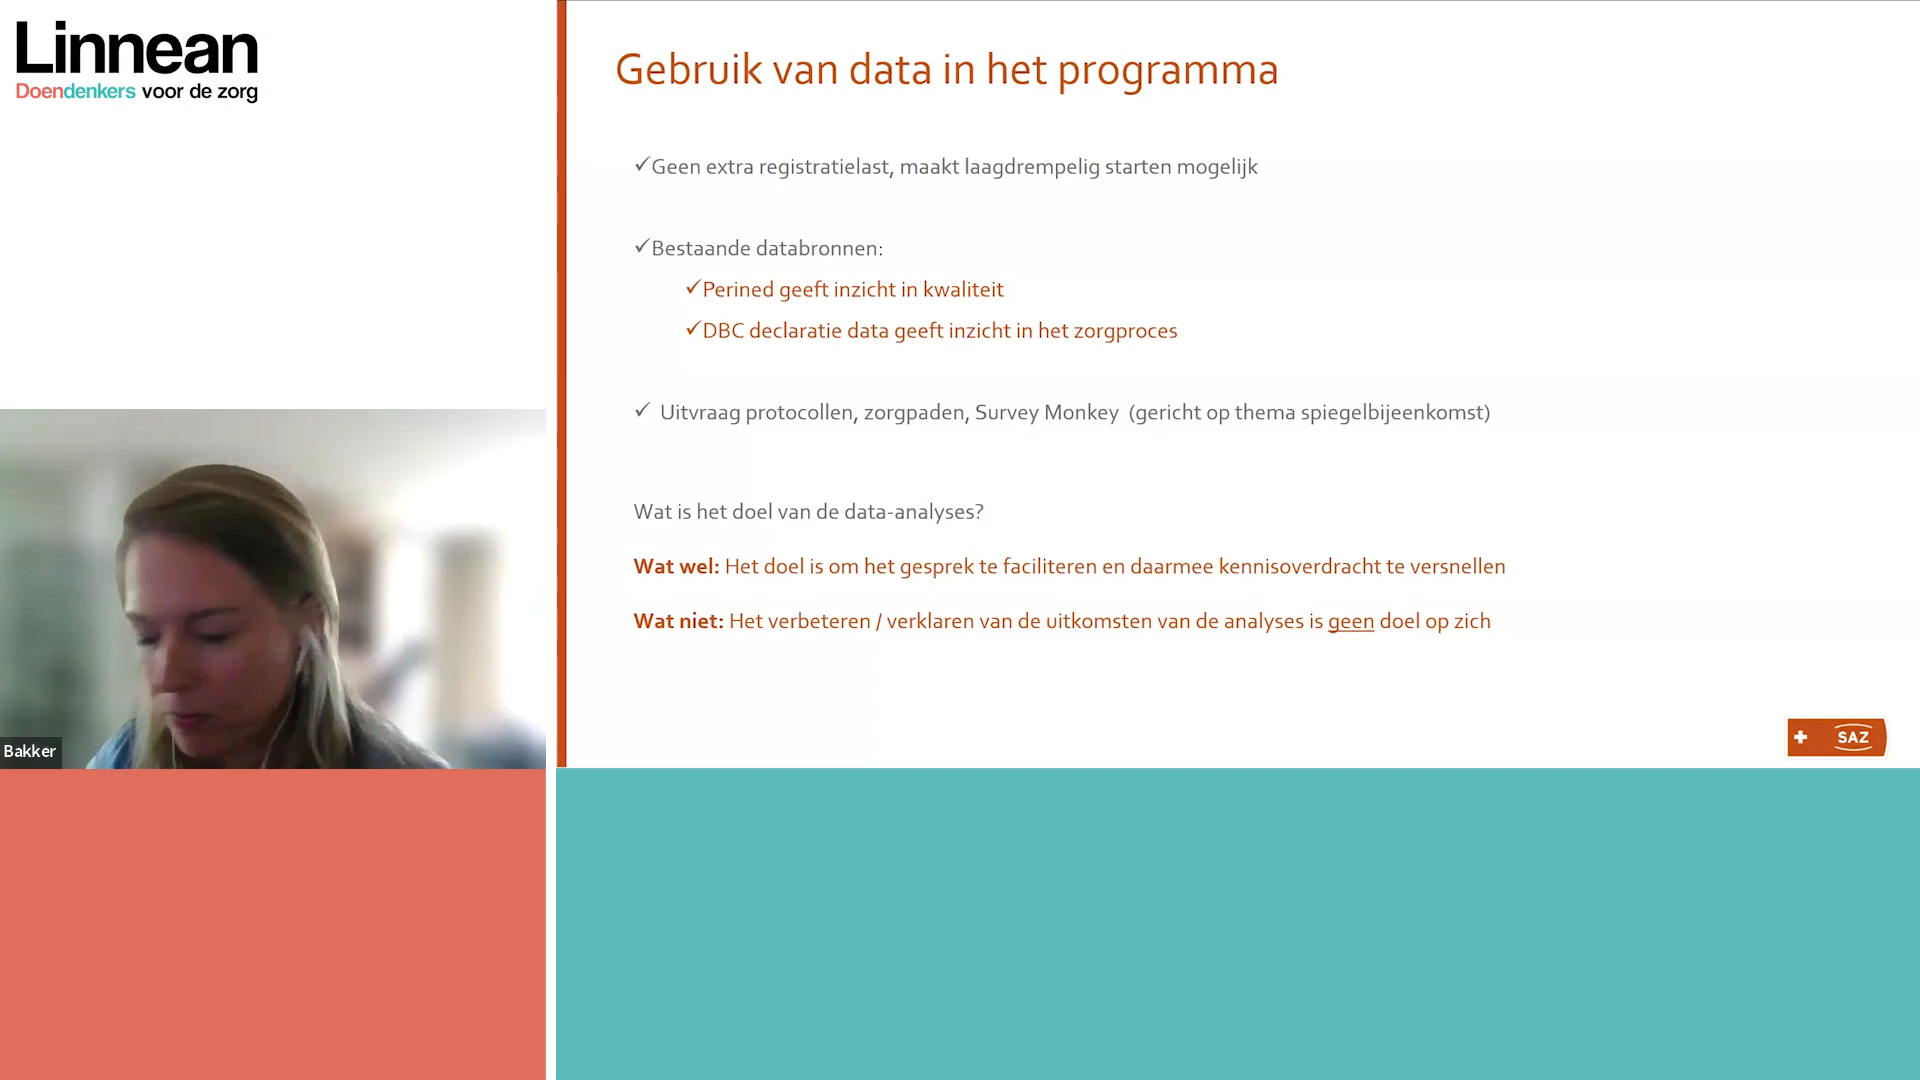 Linnean
Doendenkers voor de zorg
Gebruik van data in het programma
✓Geen extra registratielast, maakt laagdrempelig starten mogelijk
✓Bestaande databronnen:
✓Perined geeft inzicht in kwaliteit
✓DBC declaratie data geeft inzicht in het zorgproces
✓ Uitvraag protocollen, zorgpaden, Survey Monkey (gericht op thema spiegelbijeenkomst)
Wat is het doel van de data-analyses?
Wat wel: Het doel is om het gesprek te faciliteren en daarmee kennisoverdracht te versnellen
Wat niet: Het verbeteren / verklaren van de uitkomsten van de analyses is geen doel op zich
SAZ
Bakker